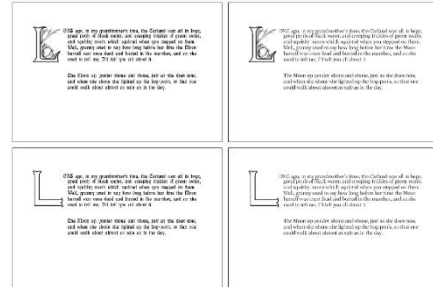 LONG ago, in my grandmother's time, the Carland was all in bogs,
great pools of black water, and creeping trickles of green water,
and squishy mools which squirted when you stepped on them.
Well, granny used to say how long before her time the Moon
herself was once dead and buried in the marshes, and as she
used to tell me, I'll tell you all about it.
The Moon up yonder shone and shone, just as she does now,
and when she shone she lighted up the bog-pools, so that one
could walk about almost as safe as in the day.
LONG ago, in my grandmother's time, the Carland was all in bogs,
great pools of black water, and creeping trickles of green water,
and squishy mools which squirted when you stepped on them.
Well, granny used to say how long before her time the Moon
herself was once dead and buried in the marshes, and as she
used to tell me, I'll tell you all about it.
The Moon up yonder shone and shone, just as she does now,
and when she shone she lighted up the bog-pools, so that one
could walk about almost as safe as in the day.
LONG ago, in my grandmother's time, the Carland was all in bogs,
great pools of black water, and creeping trickles of green water,
and squishy mools which squirted when you stepped on them.
Well, granny used to say how long before her time the Moon
herself was once dead and buried in the marshes, and as she
used to tell me, I'll tell you all about it.
The Moon up yonder shone and shone, just as she does now,
and when she shone she lighted up the bog-pools, so that one
could walk about almost as safe as in the day.
LONG ago, in my grandmother's time, the Carland was all in bogs,
great pools of black water, and creeping trickles of green water,
and squishy mools which squirted when you stepped on them.
Well, granny used to say how long before her time the Moon
herself was once dead and buried in the marshes, and as she
used to tell me, I'll tell you all about it.
The Moon up yonder shone and shone, just as she does now,
and when she shone she lighted up the bog-pools, so that one
could walk about almost as safe as in the day.